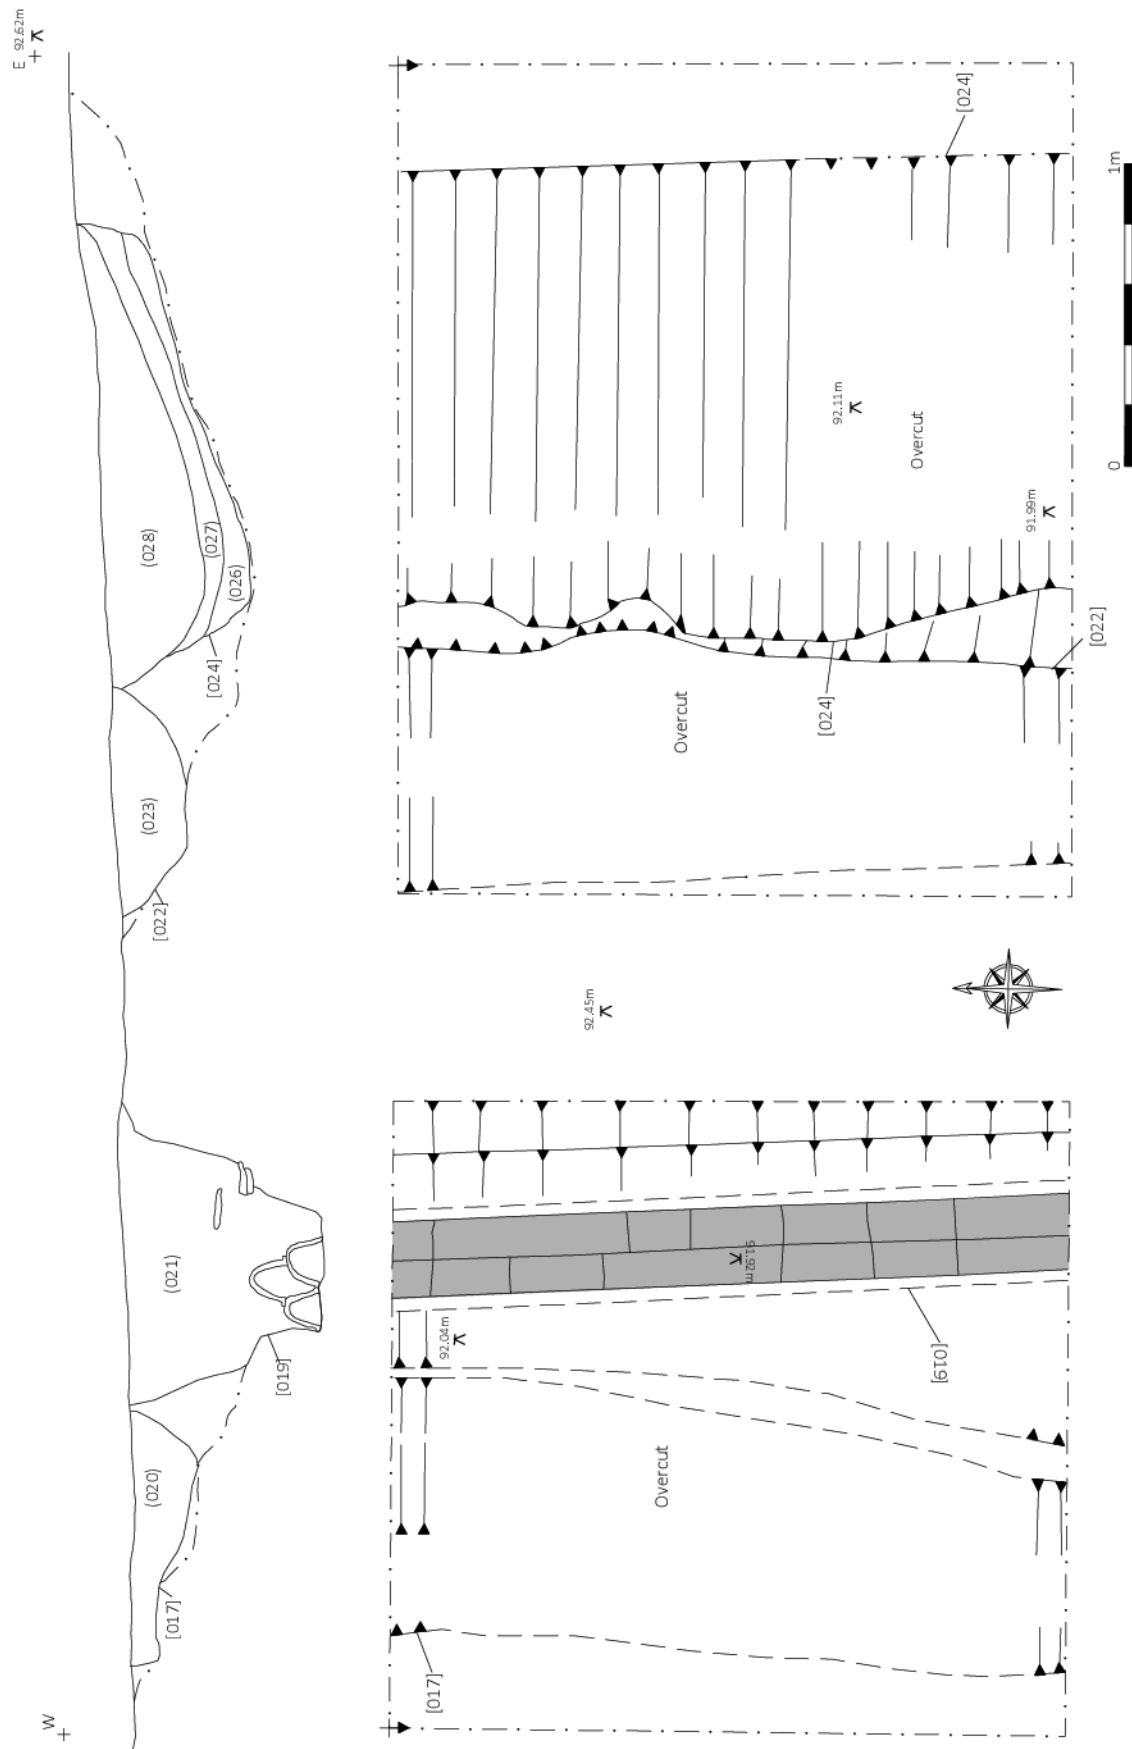 W
E 92.62m
[017]
(020)
[019]
(021)
[022]
(023)
[024]
(028)
(027)
(026)
[017]
Overcut
92.04m
[019]
91.92m
92.45m
Overcut
[024]
[022]
91.99m
92.11m
Overcut
[024]
0
1m